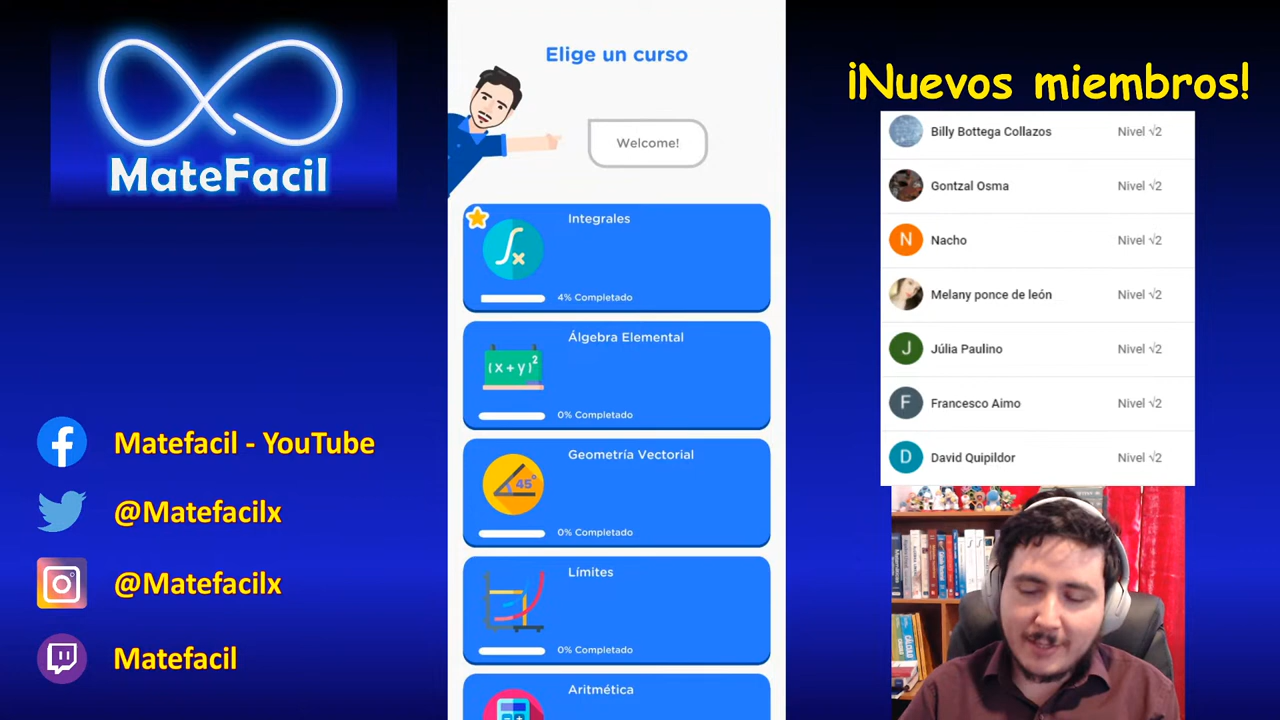 MateFacil
Matefacil - YouTube
@Matefacilx
@Matefacilx
Matefacil
Elige un curso
Welcome!
Integrales
4% Completado
(x + y)²
Álgebra Elemental
0% Completado
45°
Geometría Vectorial
0% Completado
Límites
0% Completado
Aritmética
¡Nuevos miembros!
Billy Bottega Collazos Nivel √2
Gontzal Osma Nivel √2
N Nacho Nivel √2
Melany ponce de león Nivel √2
J Júlia Paulino Nivel √2
F Francesco Aimo Nivel √2
D David Quipildor Nivel √2